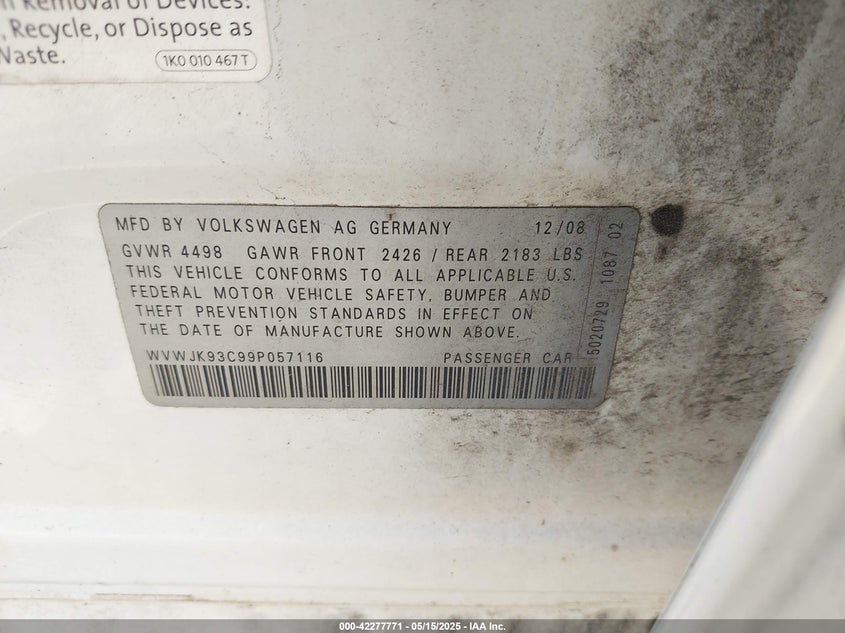 Removal of Devices.
, Recycle, or Dispose as
Waste.
1K0 010 467 T
MFD BY VOLKSWAGEN AG GERMANY 12/08
GVWR 4498 GAWR FRONT 2426 / REAR 2183 LBS
THIS VEHICLE CONFORMS TO ALL APPLICABLE U.S.
FEDERAL MOTOR VEHICLE SAFETY, BUMPER AND
THEFT PREVENTION STANDARDS IN EFFECT ON
THE DATE OF MANUFACTURE SHOWN ABOVE.
WVWJK93C99P057116 PASSENGER CAR
5020729 1087 02
000-42277771 - 05/15/2025 - IAA Inc.